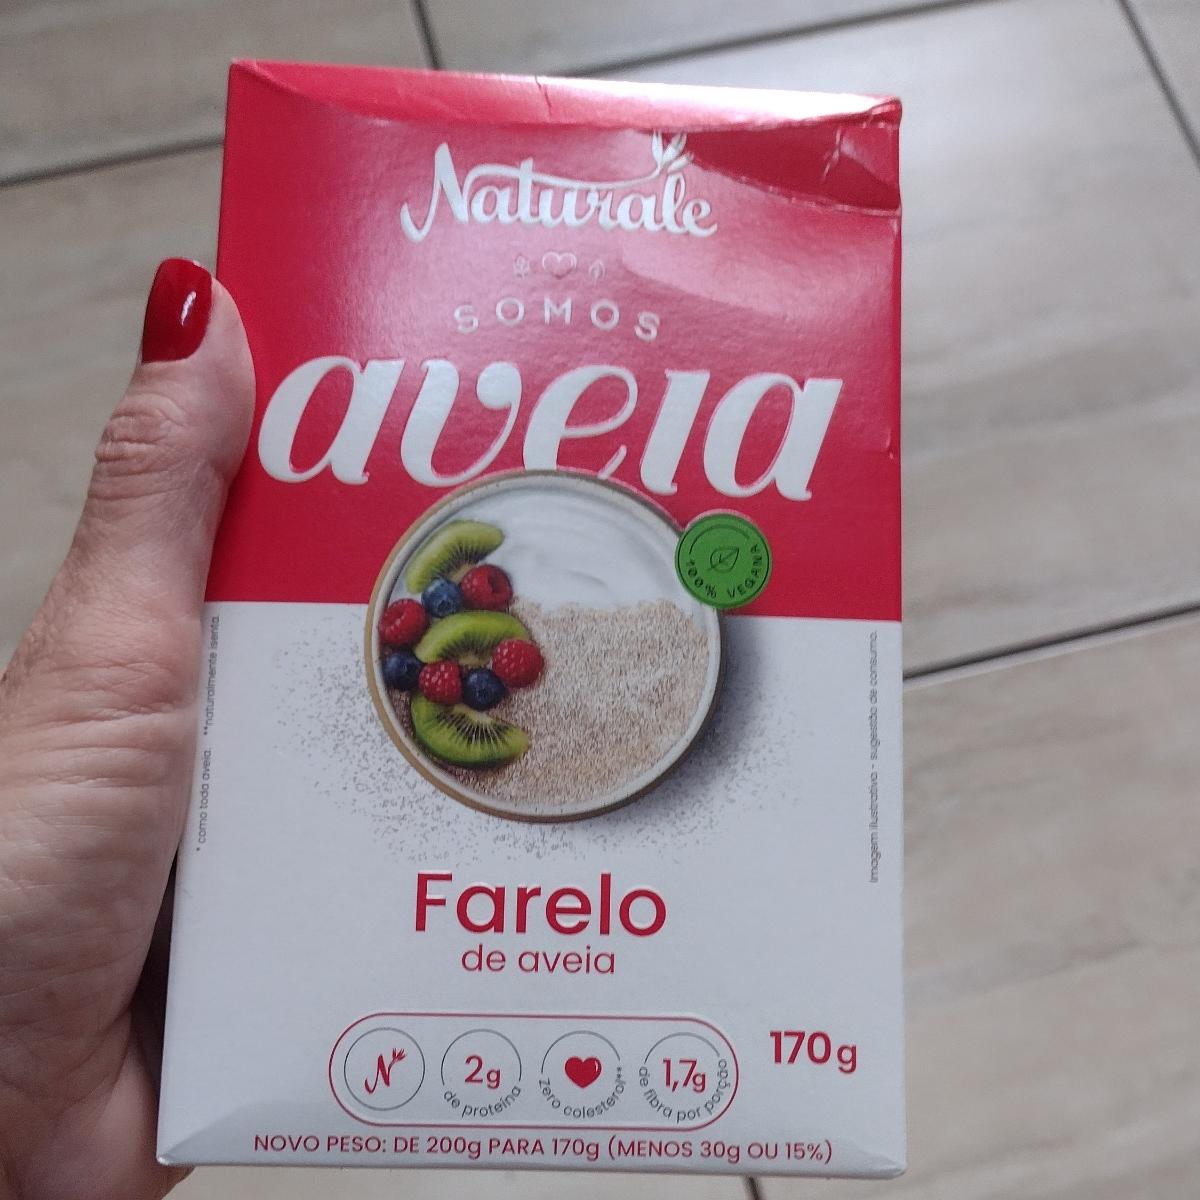 Naturale
SOMOS
aveia
100% VEGANA
* como toda aveia. **naturalmente isenta.
Imagem ilustrativa - sugestão de consumo.
Farelo
de aveia
N
2g
de proteína
zero colesterol**
1,7g
de fibra por porção
170g
NOVO PESO: DE 200g PARA 170g (MENOS 30g OU 15%)